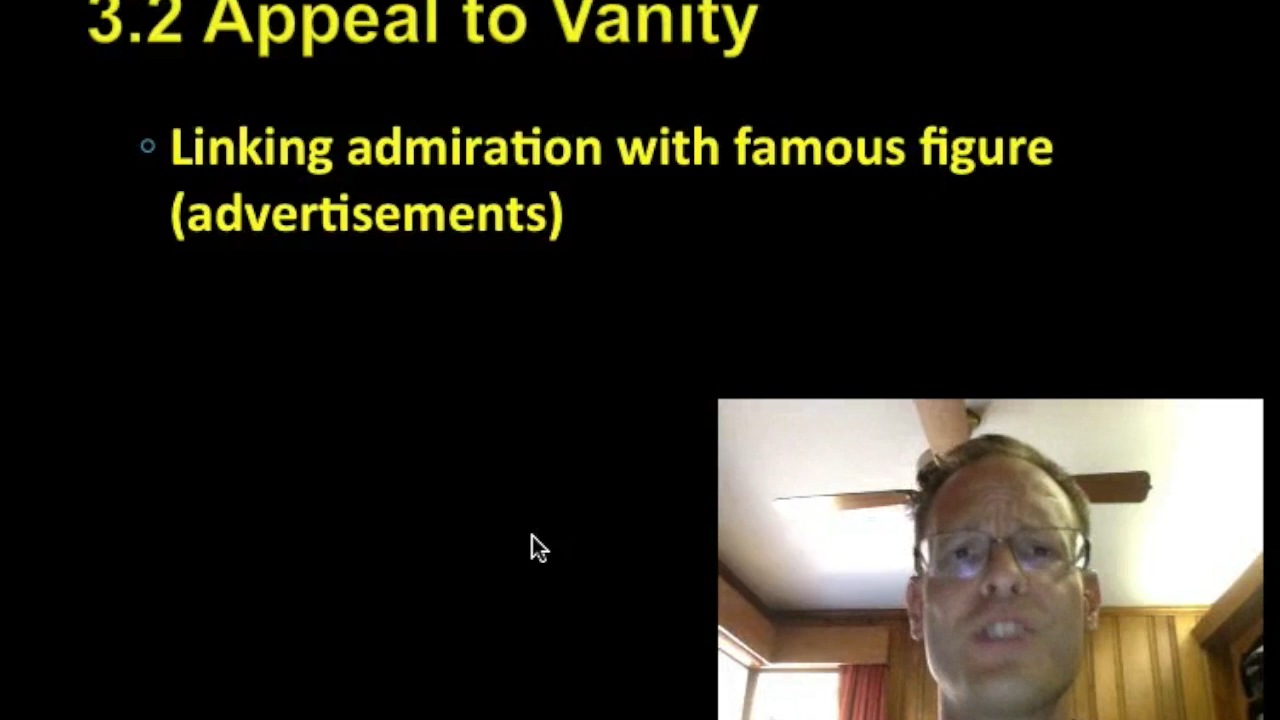 3.2 Appeal to Vanity
Linking admiration with famous figure
(advertisements)